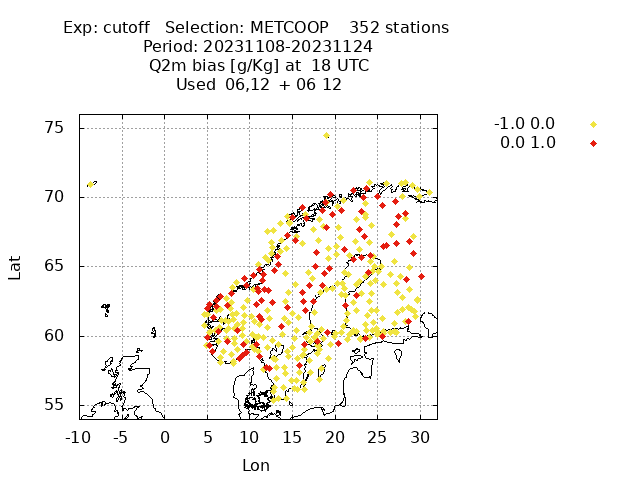 Exp: cutoff Selection: METCOOP 352 stations
Period: 20231108-20231124
Q2m bias [g/Kg] at 18 UTC
Used 06,12 + 06 12
-1.0 0.0
0.0 1.0
75
70
65
60
55
Lat
-10 -5 0 5 10 15 20 25 30
Lon